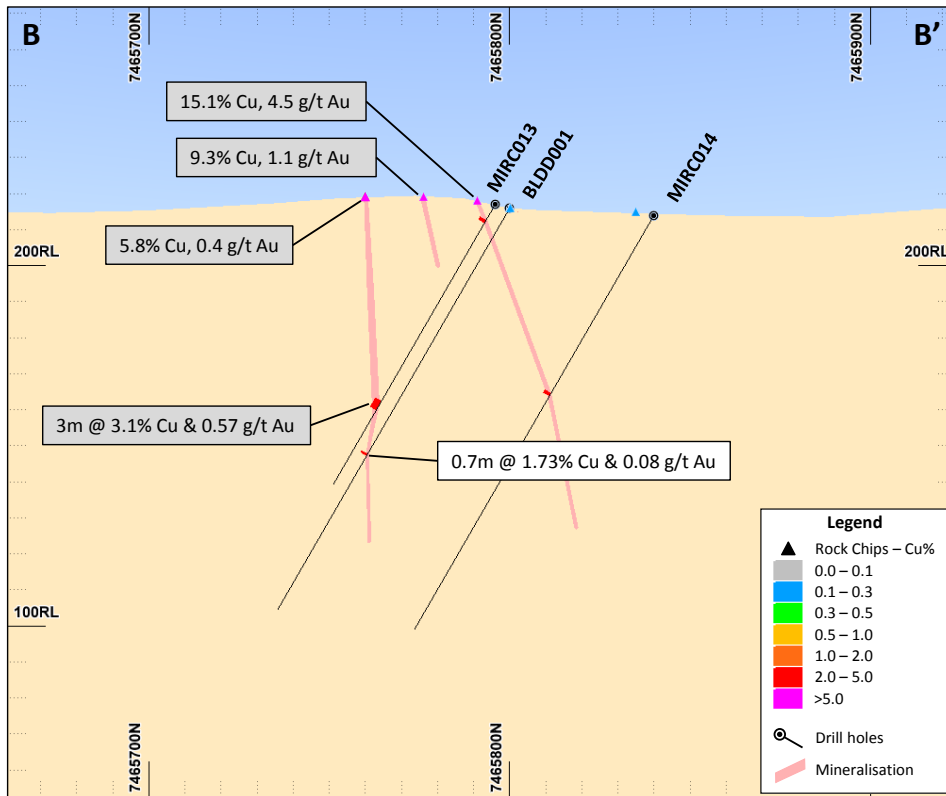 B
B’
7465700N
7465800N
7465900N
15.1% Cu, 4.5 g/t Au
9.3% Cu, 1.1 g/t Au
MIRC013
BLDD001
MIRC014
5.8% Cu, 0.4 g/t Au
200RL
200RL
3m @ 3.1% Cu & 0.57 g/t Au
0.7m @ 1.73% Cu & 0.08 g/t Au
100RL
7465700N
7465800N
Legend
Rock Chips – Cu%
0.0 – 0.1
0.1 – 0.3
0.3 – 0.5
0.5 – 1.0
1.0 – 2.0
2.0 – 5.0
>5.0
Drill holes
Mineralisation